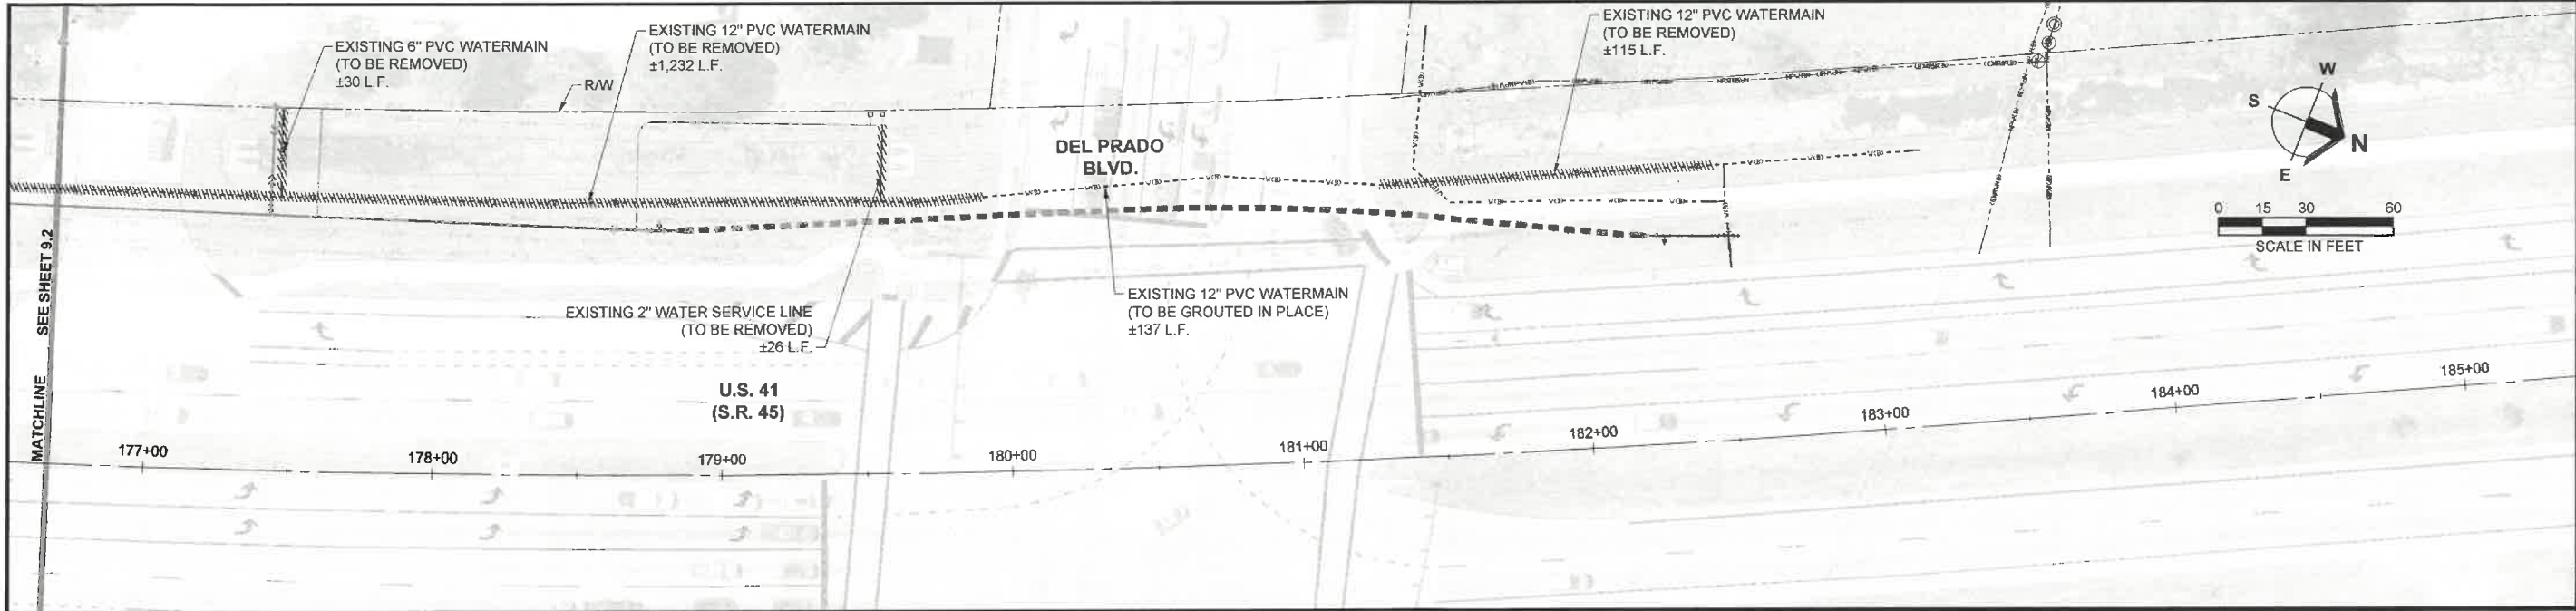 EXISTING 6" PVC WATERMAIN
(TO BE REMOVED)
±30 L.F.
EXISTING 12" PVC WATERMAIN
(TO BE REMOVED)
±1,232 L.F.
R/W
EXISTING 12" PVC WATERMAIN
(TO BE REMOVED)
±115 L.F.
DEL PRADO
BLVD.
W
S
N
E
0 15 30 60
SCALE IN FEET
EXISTING 2" WATER SERVICE LINE
(TO BE REMOVED)
±26 L.F.
EXISTING 12" PVC WATERMAIN
(TO BE GROUTED IN PLACE)
±137 L.F.
MATCHLINE SEE SHEET 9.2
U.S. 41
(S.R. 45)
177+00
178+00
179+00
180+00
181+00
182+00
183+00
184+00
185+00